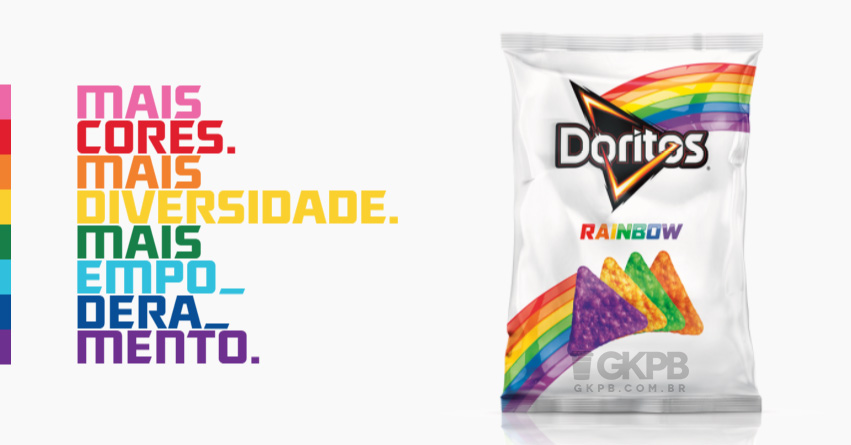 MAIS
CORES.
MAIS
DIVERSIDADE.
MAIS
EMPO_
DERA_
MENTO.
Doritos
RAINBOW
GKPB
GKPB.COM.BR